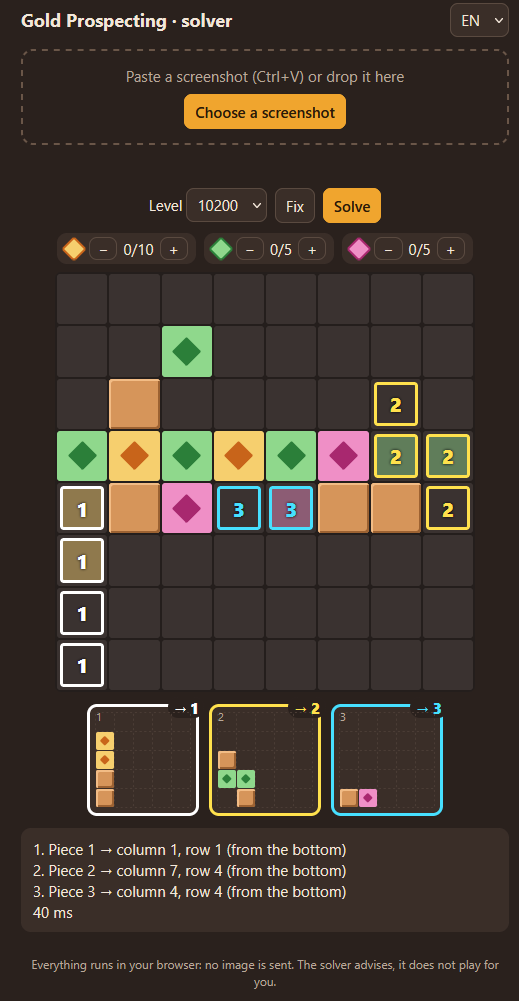 Gold Prospecting · solver
EN
Paste a screenshot (Ctrl+V) or drop it here
Choose a screenshot
Level 10200 Fix Solve
− 0/10 + − 0/5 + − 0/5 +
2
2 2
1 3 3 2
1
1
1
→1 →2 →3
1 2 3
1. Piece 1 → column 1, row 1 (from the bottom)
2. Piece 2 → column 7, row 4 (from the bottom)
3. Piece 3 → column 4, row 4 (from the bottom)
40 ms
Everything runs in your browser: no image is sent. The solver advises, it does not play for
you.